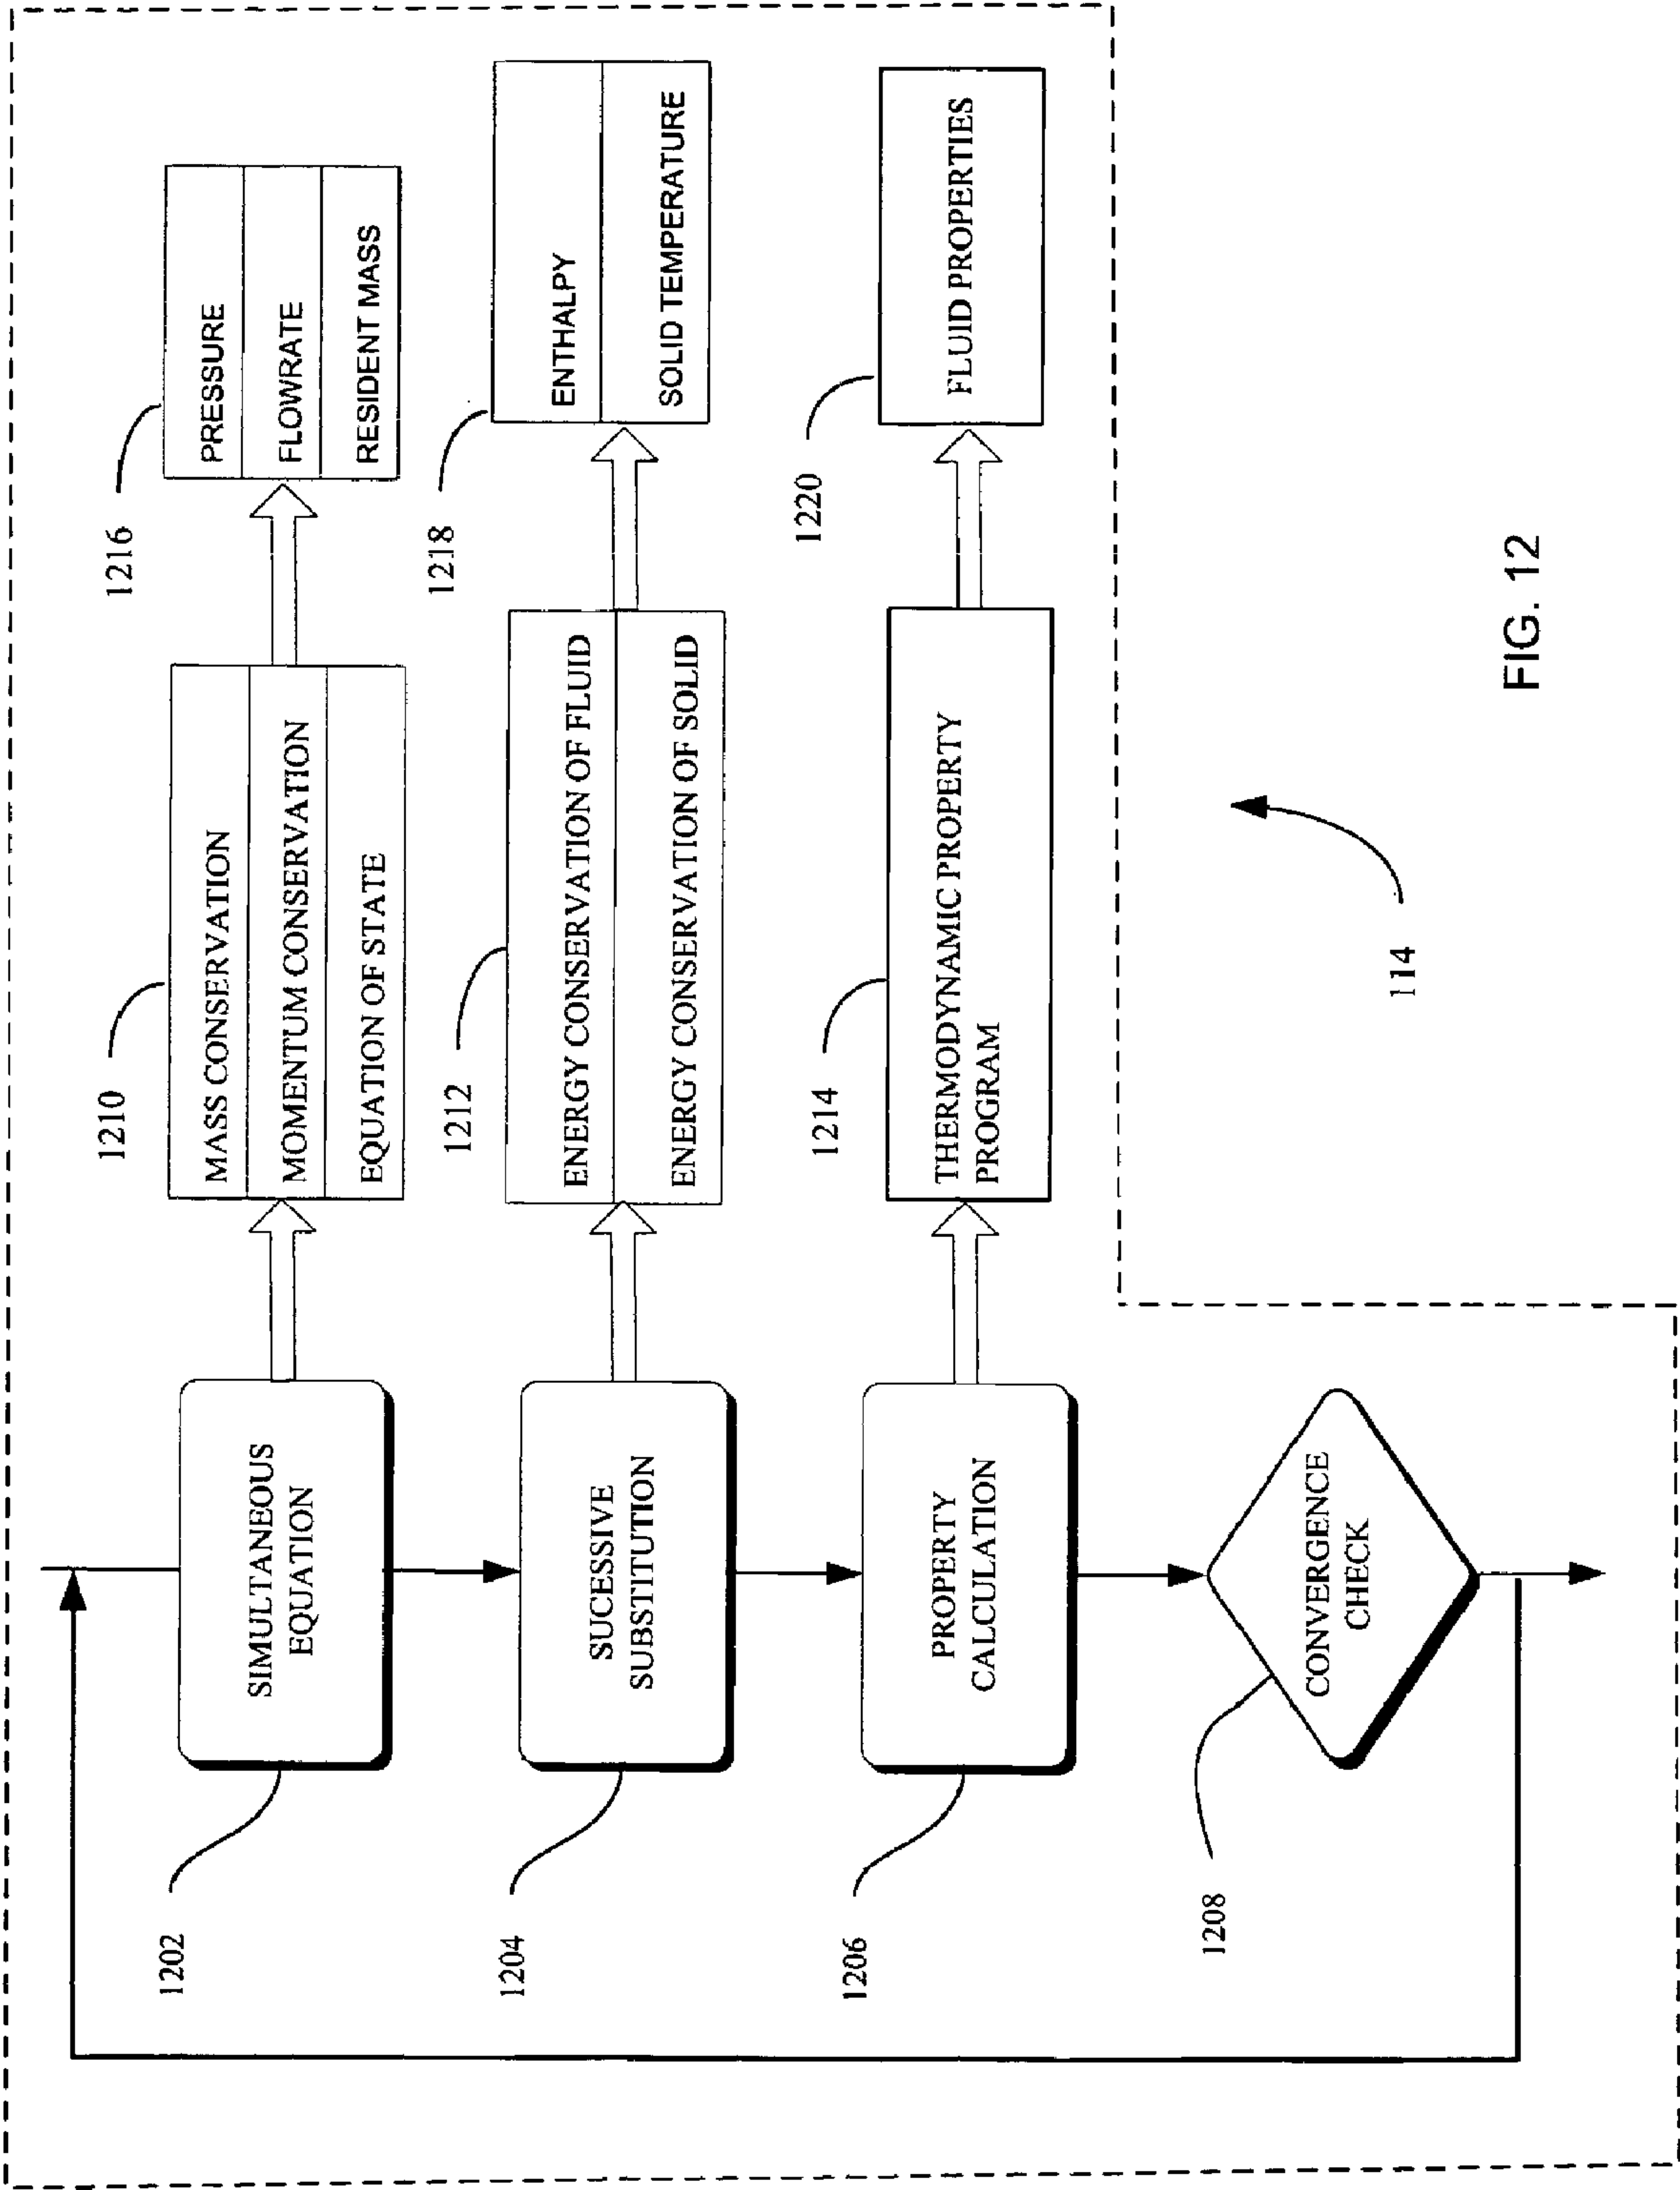 1202
SIMULTANEOUS
EQUATION
1210
MASS CONSERVATION
MOMENTUM CONSERVATION
EQUATION OF STATE
1216
PRESSURE
FLOWRATE
RESIDENT MASS
1204
SUCESSIVE
SUBSTITUTION
1212
ENERGY CONSERVATION OF FLUID
ENERGY CONSERVATION OF SOLID
1218
ENTHALPY
SOLID TEMPERATURE
1206
PROPERTY
CALCULATION
1214
THERMODYNAMIC PROPERTY
PROGRAM
1220
FLUID PROPERTIES
1208
CONVERGENCE
CHECK
114
FIG. 12